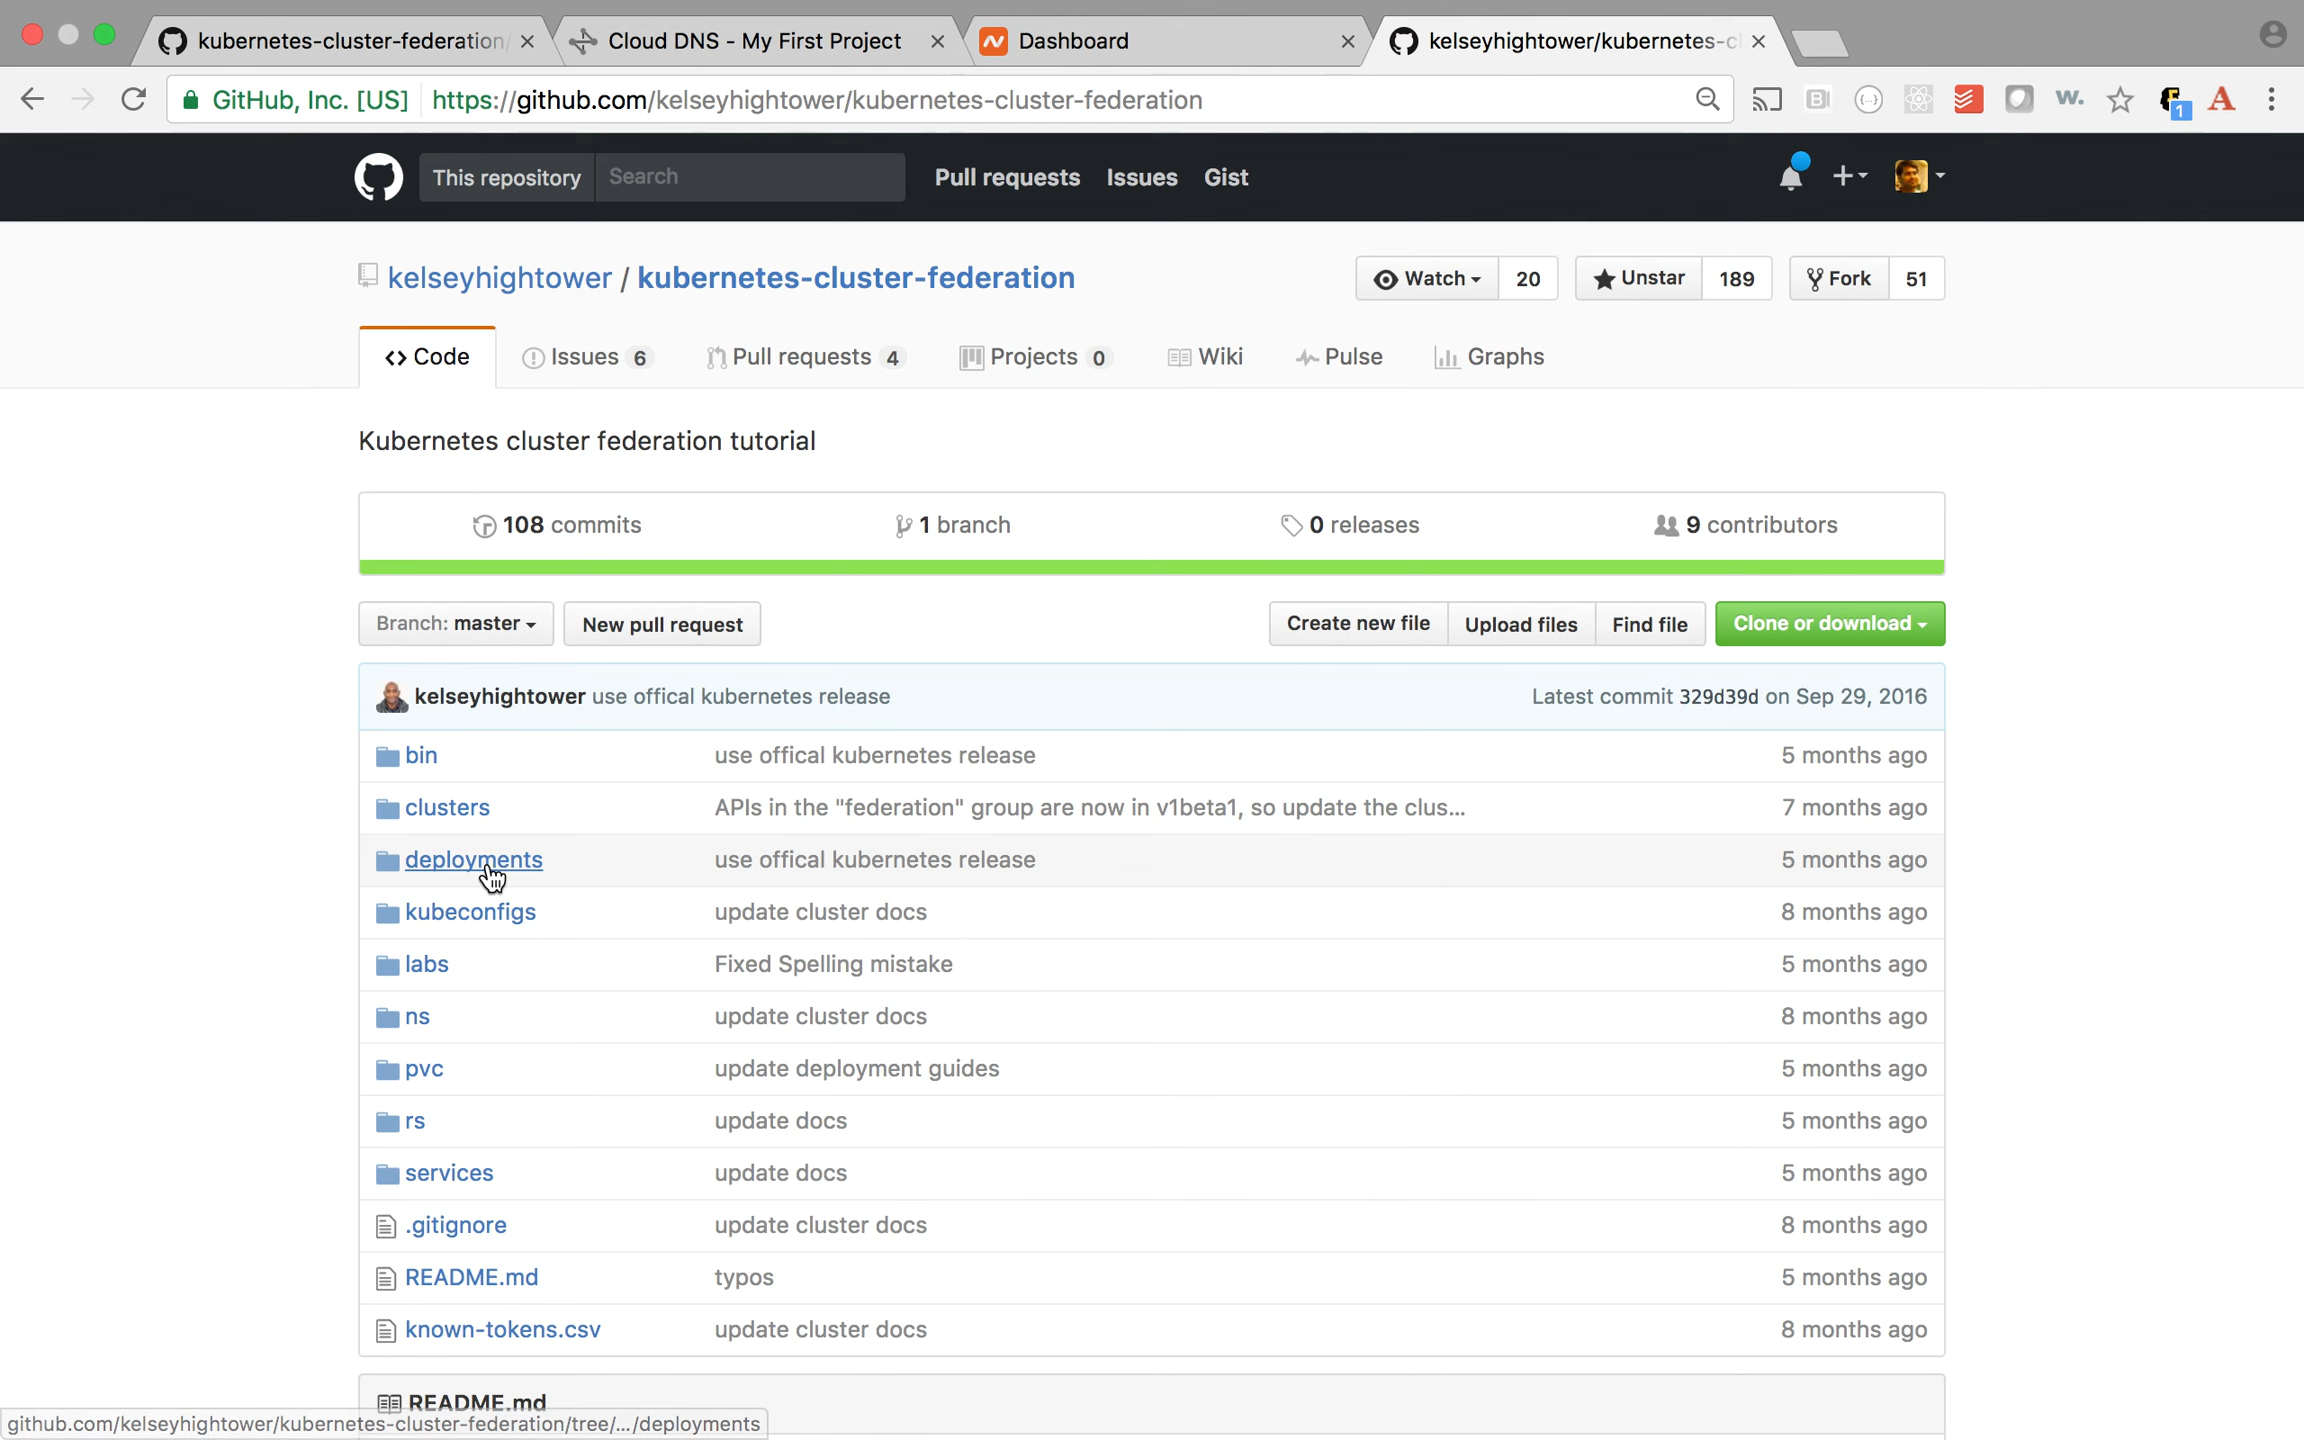 kubernetes-cluster-federation/
Cloud DNS - My First Project
Dashboard
kelseyhightower/kubernetes-c
GitHub, Inc. [US] https://github.com/kelseyhightower/kubernetes-cluster-federation
w.
1
This repository Search Pull requests Issues Gist
kelseyhightower / kubernetes-cluster-federation
Watch 20 Unstar 189 Fork 51
Code Issues 6 Pull requests 4 Projects 0 Wiki Pulse Graphs
Kubernetes cluster federation tutorial
108 commits 1 branch 0 releases 9 contributors
Branch: master New pull request Create new file Upload files Find file Clone or download
kelseyhightower use offical kubernetes release Latest commit 329d39d on Sep 29, 2016
bin use offical kubernetes release 5 months ago
clusters APIs in the "federation" group are now in v1beta1, so update the clus... 7 months ago
deployments use offical kubernetes release 5 months ago
kubeconfigs update cluster docs 8 months ago
labs Fixed Spelling mistake 5 months ago
ns update cluster docs 8 months ago
pvc update deployment guides 5 months ago
rs update docs 5 months ago
services update docs 5 months ago
.gitignore update cluster docs 8 months ago
README.md typos 5 months ago
known-tokens.csv update cluster docs 8 months ago
README.md
github.com/kelseyhightower/kubernetes-cluster-federation/tree/.../deployments